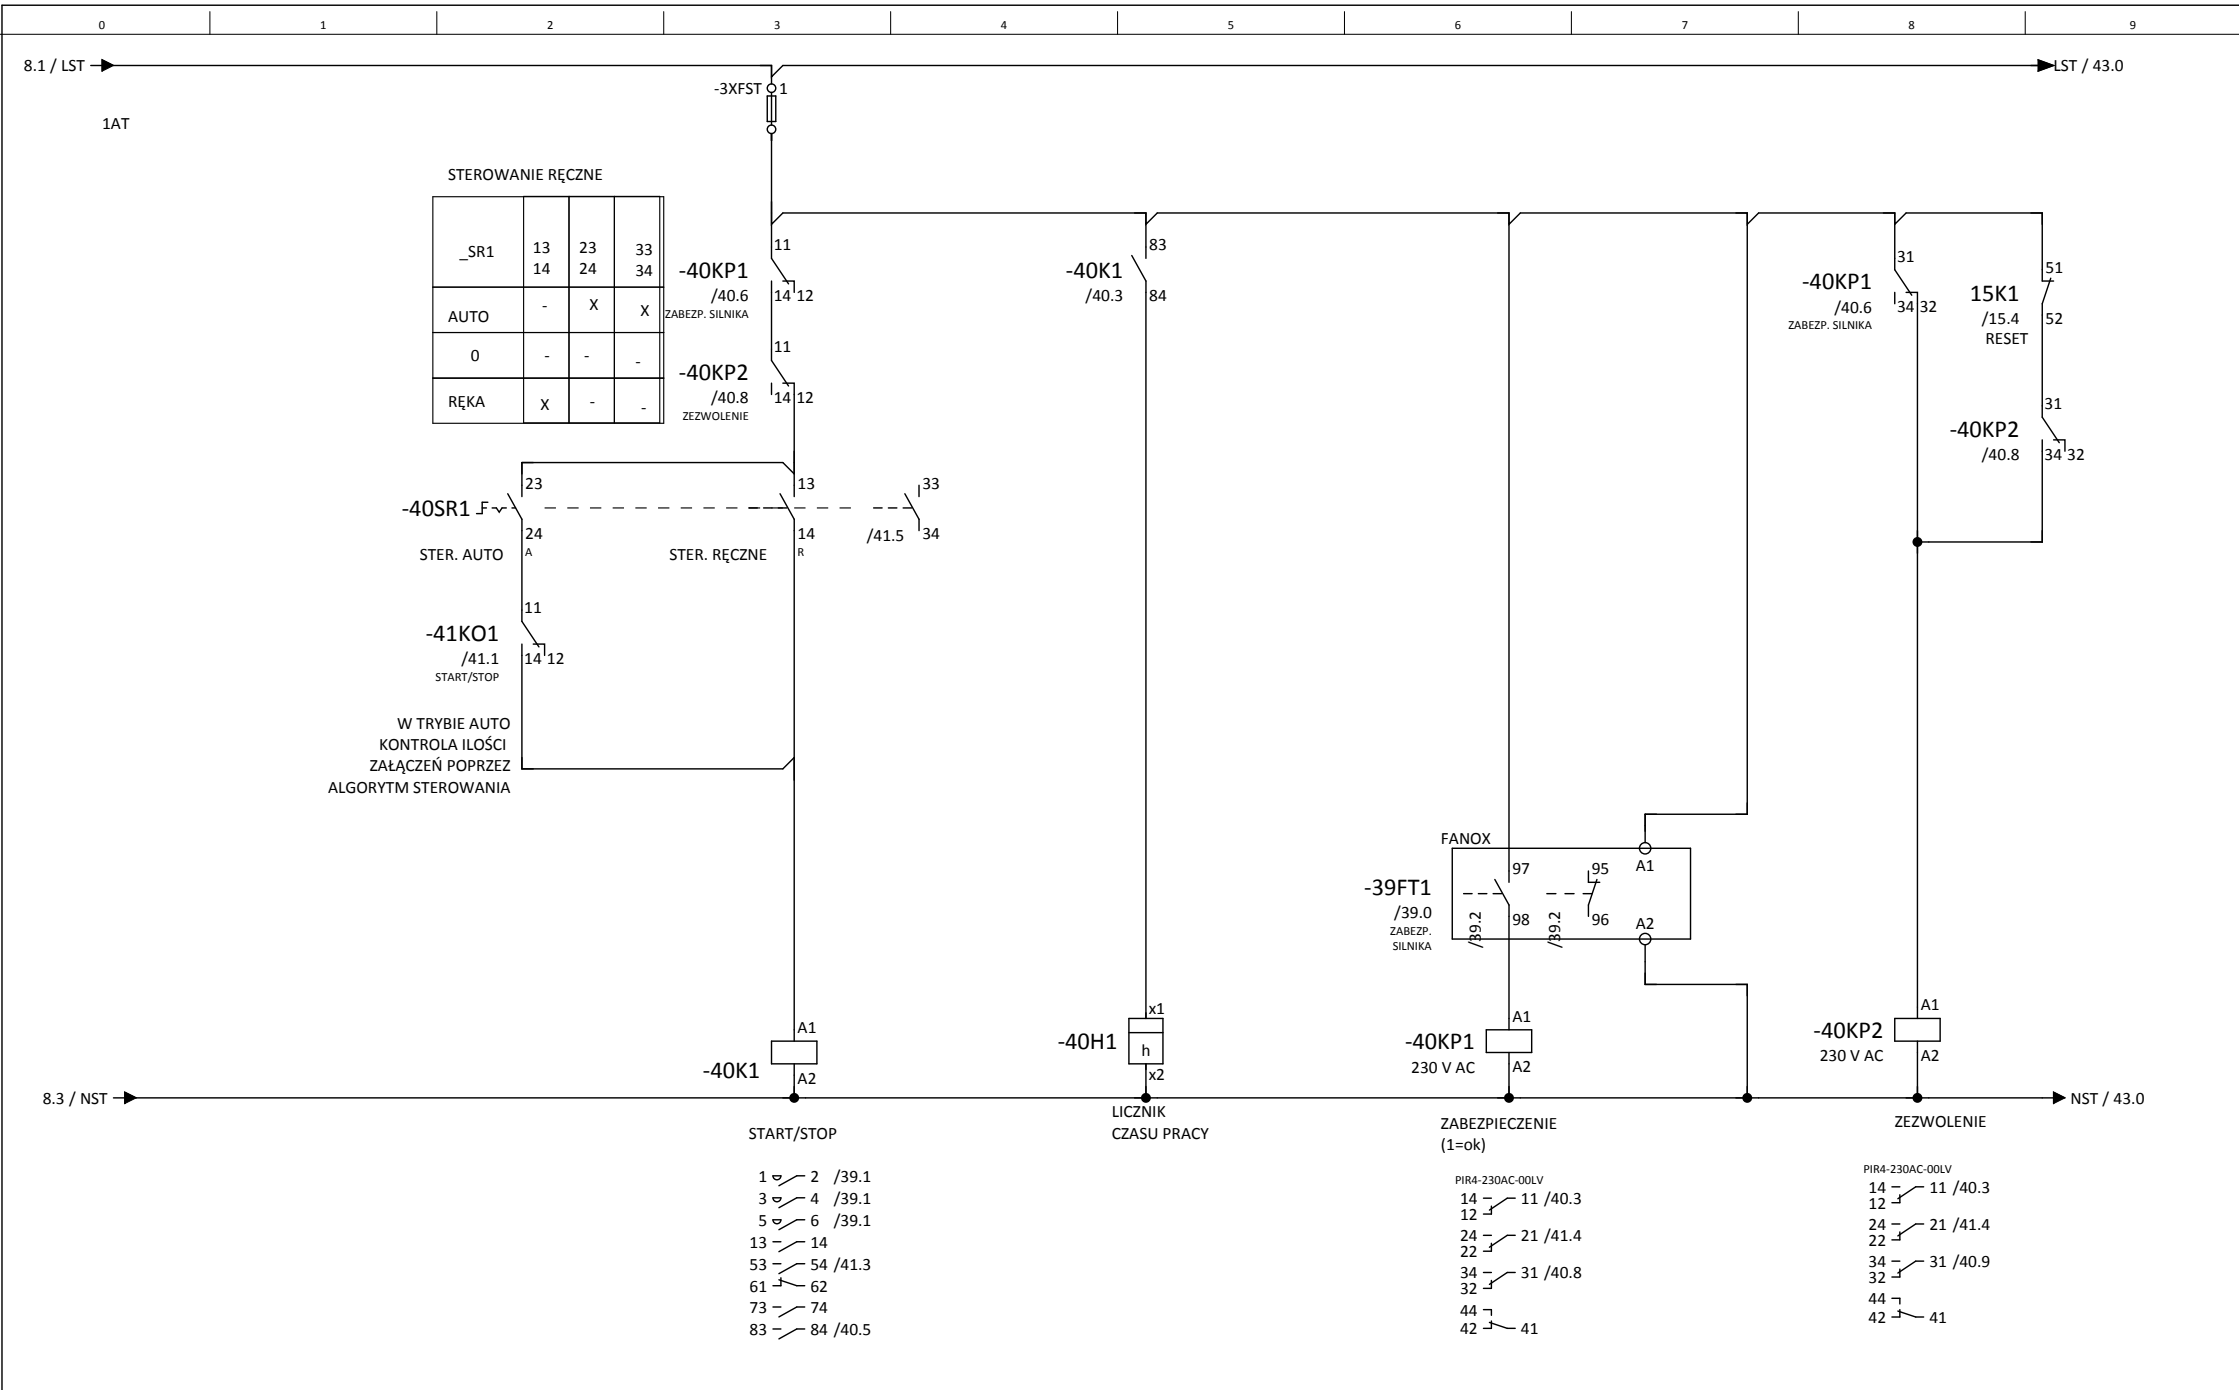 0 1 2 3 4 5 6 7 8 9
8.1 / LST
LST / 43.0
-3XFST 1
1AT
STEROWANIE RĘCZNE
_SR1 13 23 33
14 24 34
AUTO - X X
0 - - -
RĘKA X - -
11
-40KP1
/40.6 14 12
ZABEZP. SILNIKA
11
-40KP2
/40.8 14 12
ZEZWOLENIE
83
-40K1
/40.3 84
31
-40KP1
/40.6 34 32
ZABEZP. SILNIKA
51
15K1
/15.4 52
RESET
31
-40KP2
/40.8 34 32
23 13 33
-40SR1
24 14 /41.5 34
STER. AUTO A STER. RĘCZNE R
11
-41KO1
/41.1 14 12
START/STOP
W TRYBIE AUTO
KONTROLA ILOŚCI
ZAŁĄCZEŃ POPRZEZ
ALGORYTM STEROWANIA
FANOX
97 95 A1
-39FT1
/39.0 98 96 A2
ZABEZP.
SILNIKA
/39.2 /39.2
A1
-40K1
A2
x1
-40H1 h
x2
A1
-40KP1
230 V AC A2
A1
-40KP2
230 V AC A2
8.3 / NST
NST / 43.0
START/STOP
LICZNIK
CZASU PRACY
ZABEZPIECZENIE
(1=ok)
ZEZWOLENIE
1 2 /39.1
3 4 /39.1
5 6 /39.1
13 14
53 54 /41.3
61 62
73 74
83 84 /40.5
PIR4-230AC-00LV
14 11 /40.3
12
24 21 /41.4
22
34 31 /40.8
32
44
42 41
PIR4-230AC-00LV
14 11 /40.3
12
24 21 /41.4
22
34 31 /40.9
32
44
42 41